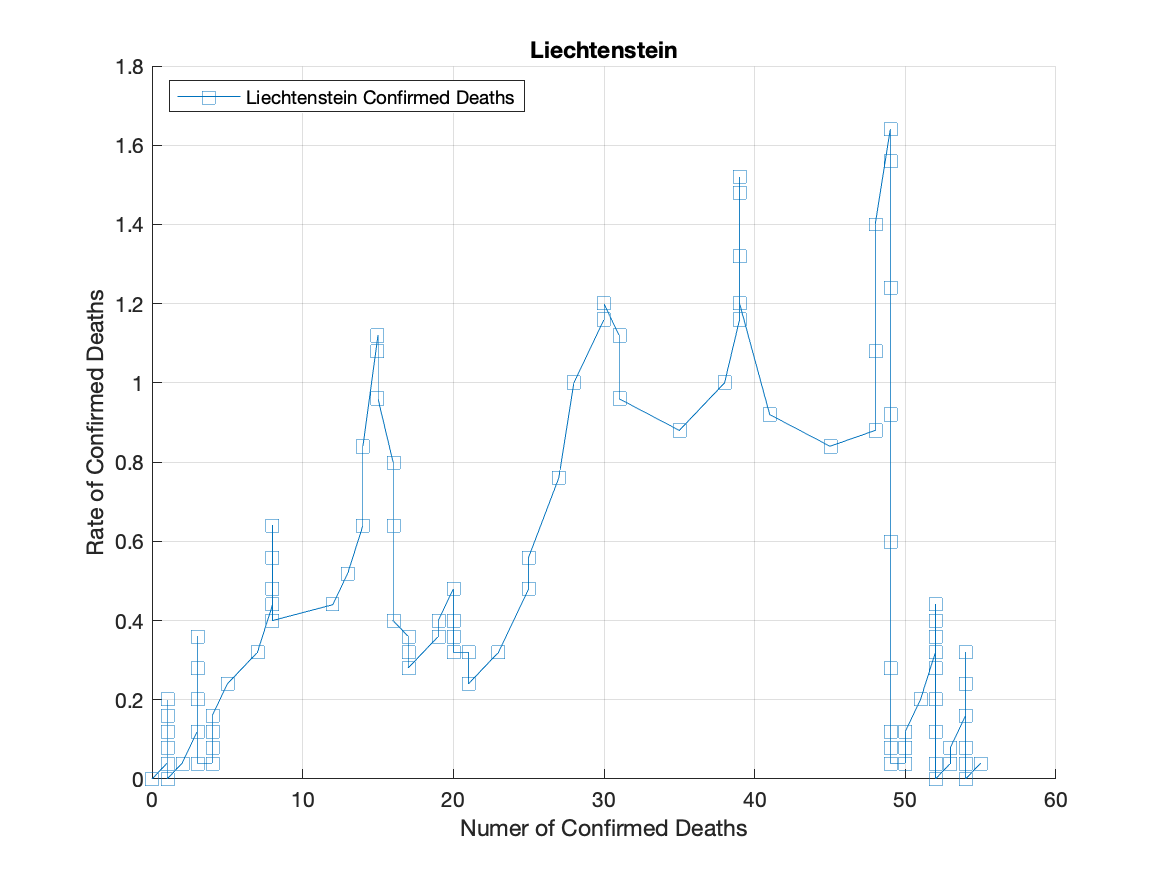 Liechtenstein
Liechtenstein Confirmed Deaths
Rate of Confirmed Deaths
1.8
1.6
1.4
1.2
1
0.8
0.6
0.4
0.2
0
0 10 20 30 40 50 60
Numer of Confirmed Deaths